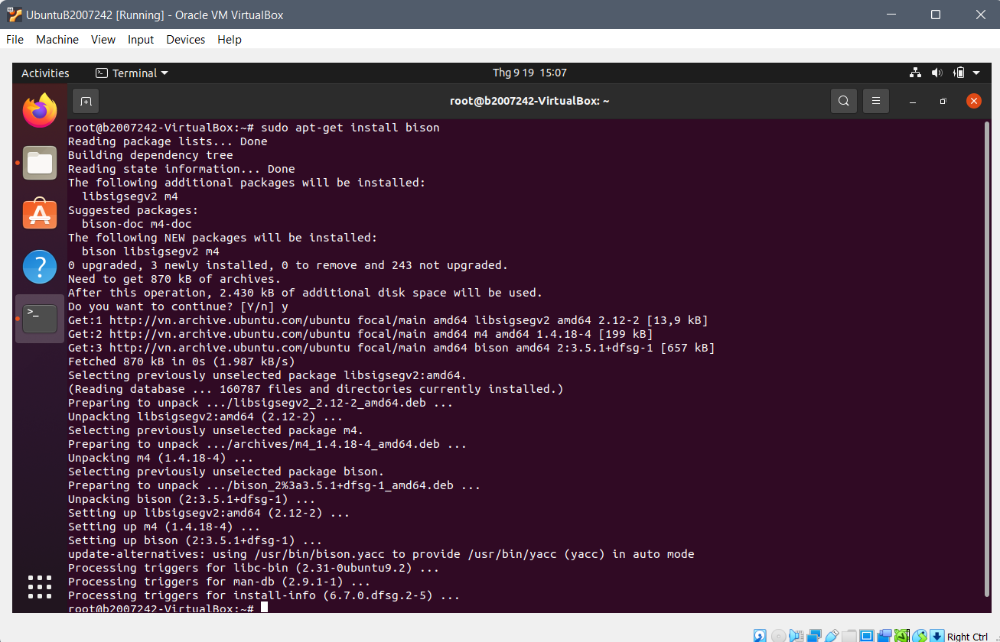 UbuntuB2007242 [Running] - Oracle VM VirtualBox
File Machine View Input Devices Help
Activities Terminal Thg 9 19 15:07
root@b2007242-VirtualBox: ~
root@b2007242-VirtualBox:~# sudo apt-get install bison
Reading package lists... Done
Building dependency tree
Reading state information... Done
The following additional packages will be installed:
  libsigsegv2 m4
Suggested packages:
  bison-doc m4-doc
The following NEW packages will be installed:
  bison libsigsegv2 m4
0 upgraded, 3 newly installed, 0 to remove and 243 not upgraded.
Need to get 870 kB of archives.
After this operation, 2.430 kB of additional disk space will be used.
Do you want to continue? [Y/n] y
Get:1 http://vn.archive.ubuntu.com/ubuntu focal/main amd64 libsigsegv2 amd64 2.12-2 [13,9 kB]
Get:2 http://vn.archive.ubuntu.com/ubuntu focal/main amd64 m4 amd64 1.4.18-4 [199 kB]
Get:3 http://vn.archive.ubuntu.com/ubuntu focal/main amd64 bison amd64 2:3.5.1+dfsg-1 [657 kB]
Fetched 870 kB in 0s (1.987 kB/s)
Selecting previously unselected package libsigsegv2:amd64.
(Reading database ... 160787 files and directories currently installed.)
Preparing to unpack .../libsigsegv2_2.12-2_amd64.deb ...
Unpacking libsigsegv2:amd64 (2.12-2) ...
Selecting previously unselected package m4.
Preparing to unpack .../archives/m4_1.4.18-4_amd64.deb ...
Unpacking m4 (1.4.18-4) ...
Selecting previously unselected package bison.
Preparing to unpack .../bison_2%3a3.5.1+dfsg-1_amd64.deb ...
Unpacking bison (2:3.5.1+dfsg-1) ...
Setting up libsigsegv2:amd64 (2.12-2) ...
Setting up m4 (1.4.18-4) ...
Setting up bison (2:3.5.1+dfsg-1) ...
update-alternatives: using /usr/bin/bison.yacc to provide /usr/bin/yacc (yacc) in auto mode
Processing triggers for libc-bin (2.31-0ubuntu9.2) ...
Processing triggers for man-db (2.9.1-1) ...
Processing triggers for install-info (6.7.0.dfsg.2-5) ...
root@b2007242-VirtualBox:~#
Right Ctrl